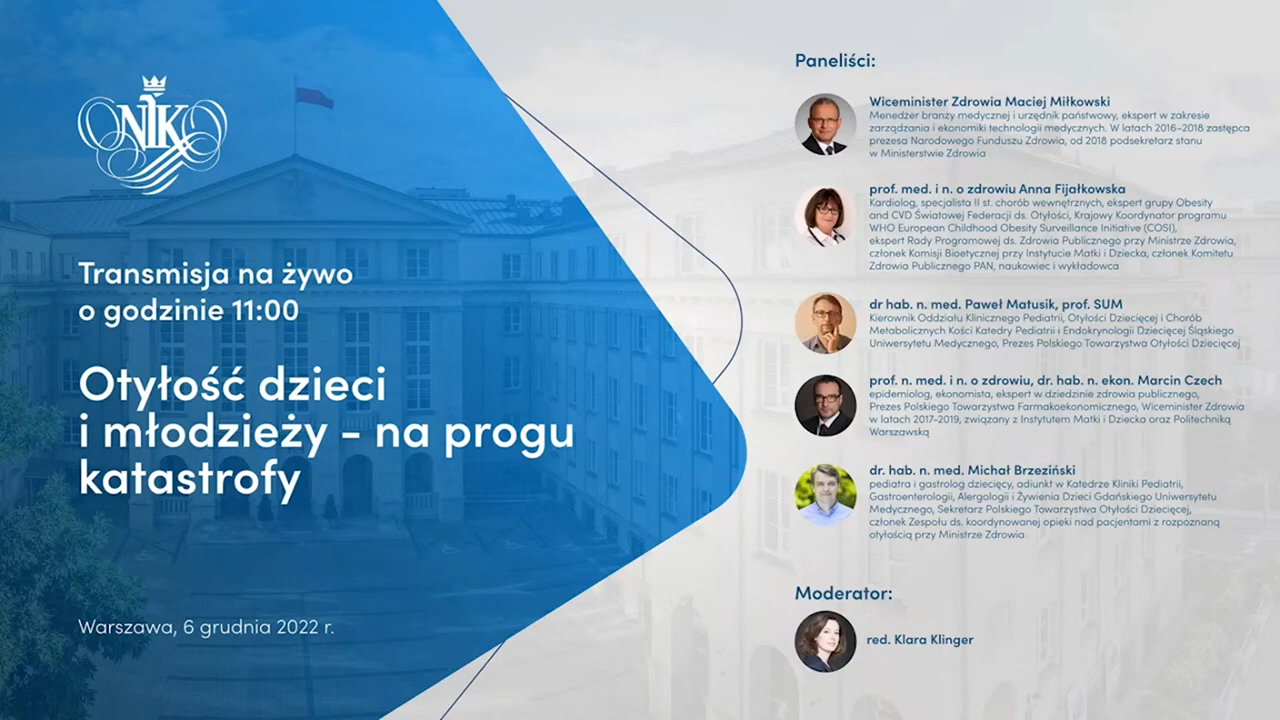 NIK
Transmisja na żywo
o godzinie 11:00
Otyłość dzieci
i młodzieży - na progu
katastrofy
Warszawa, 6 grudnia 2022 r.
Paneliści:
Wiceminister Zdrowia Maciej Miłkowski
Menedżer branży medycznej i urzędnik państwowy, ekspert w zakresie
zarządzania i ekonomiki technologii medycznych. W latach 2016–2018 zastępca
prezesa Narodowego Funduszu Zdrowia, od 2018 podsekretarz stanu
w Ministerstwie Zdrowia
prof. med. i n. o zdrowiu Anna Fijałkowska
Kardiolog, specjalista II st. chorób wewnętrznych, ekspert grupy Obesity
and CVD Światowej Federacji ds. Otyłości, Krajowy Koordynator programu
WHO European Childhood Obesity Surveillance Initiative (COSI),
ekspert Rady Programowej ds. Zdrowia Publicznego przy Ministrze Zdrowia,
członek Komisji Bioetycznej przy Instytucie Matki i Dziecka, członek Komitetu
Zdrowia Publicznego PAN, naukowiec i wykładowca
dr hab. n. med. Paweł Matusik, prof. SUM
Kierownik Oddziału Klinicznego Pediatrii, Otyłości Dziecięcej i Chorób
Metabolicznych Kości Katedry Pediatrii i Endokrynologii Dziecięcej Śląskiego
Uniwersytetu Medycznego, Prezes Polskiego Towarzystwa Otyłości Dziecięcej
prof. n. med. i n. o zdrowiu, dr. hab. n. ekon. Marcin Czech
epidemiolog, ekonomista, ekspert w dziedzinie zdrowia publicznego,
Prezes Polskiego Towarzystwa Farmakoekonomicznego, Wiceminister Zdrowia
w latach 2017-2019, związany z Instytutem Matki i Dziecka oraz Politechniką
Warszawską
dr. hab. n. med. Michał Brzeziński
pediatra i gastrolog dziecięcy, adiunkt w Katedrze Kliniki Pediatrii,
Gastroenterologii, Alergologii i Żywienia Dzieci Gdańskiego Uniwersytetu
Medycznego, Sekretarz Polskiego Towarzystwa Otyłości Dziecięcej,
członek Zespołu ds. koordynowanej opieki nad pacjentami z rozpoznaną
otyłością przy Ministrze Zdrowia
Moderator:
red. Klara Klinger